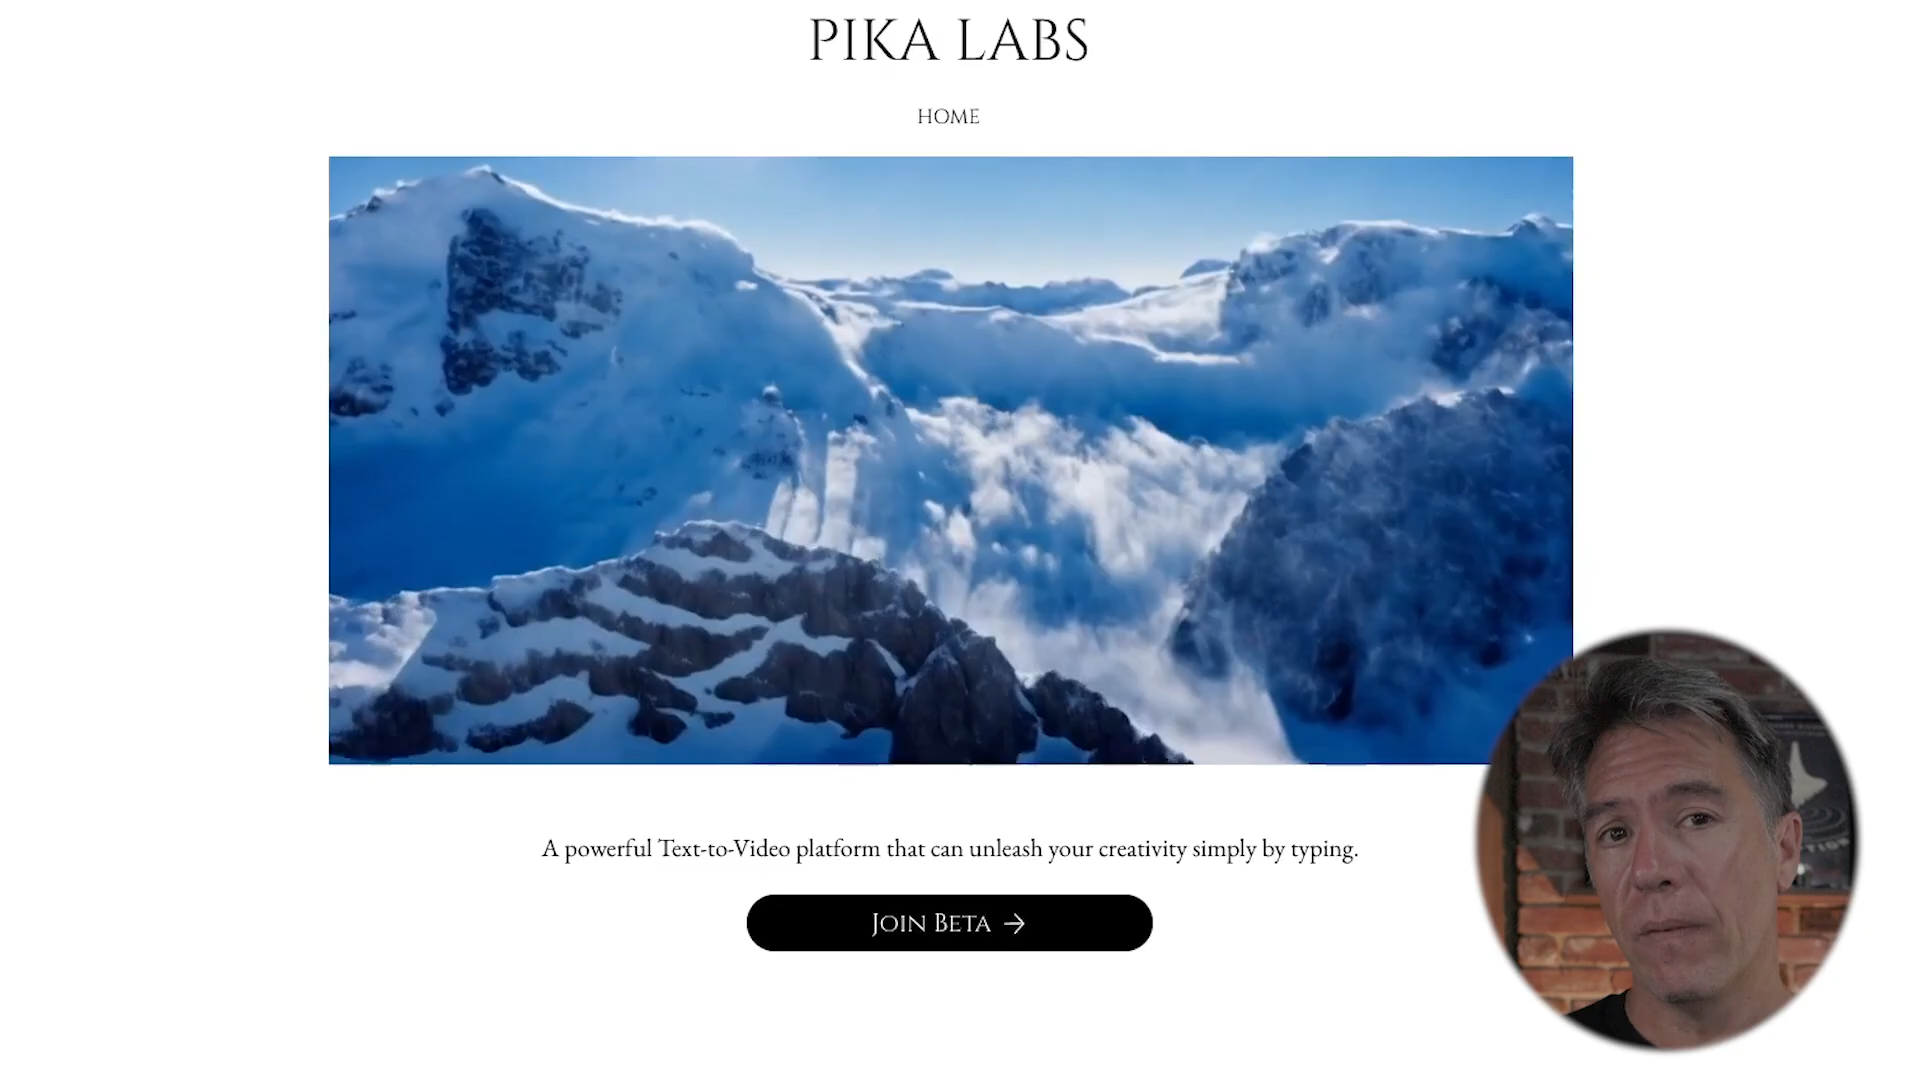 PIKA LABS
HOME
A powerful Text-to-Video platform that can unleash your creativity simply by typing.
JOIN BETA →